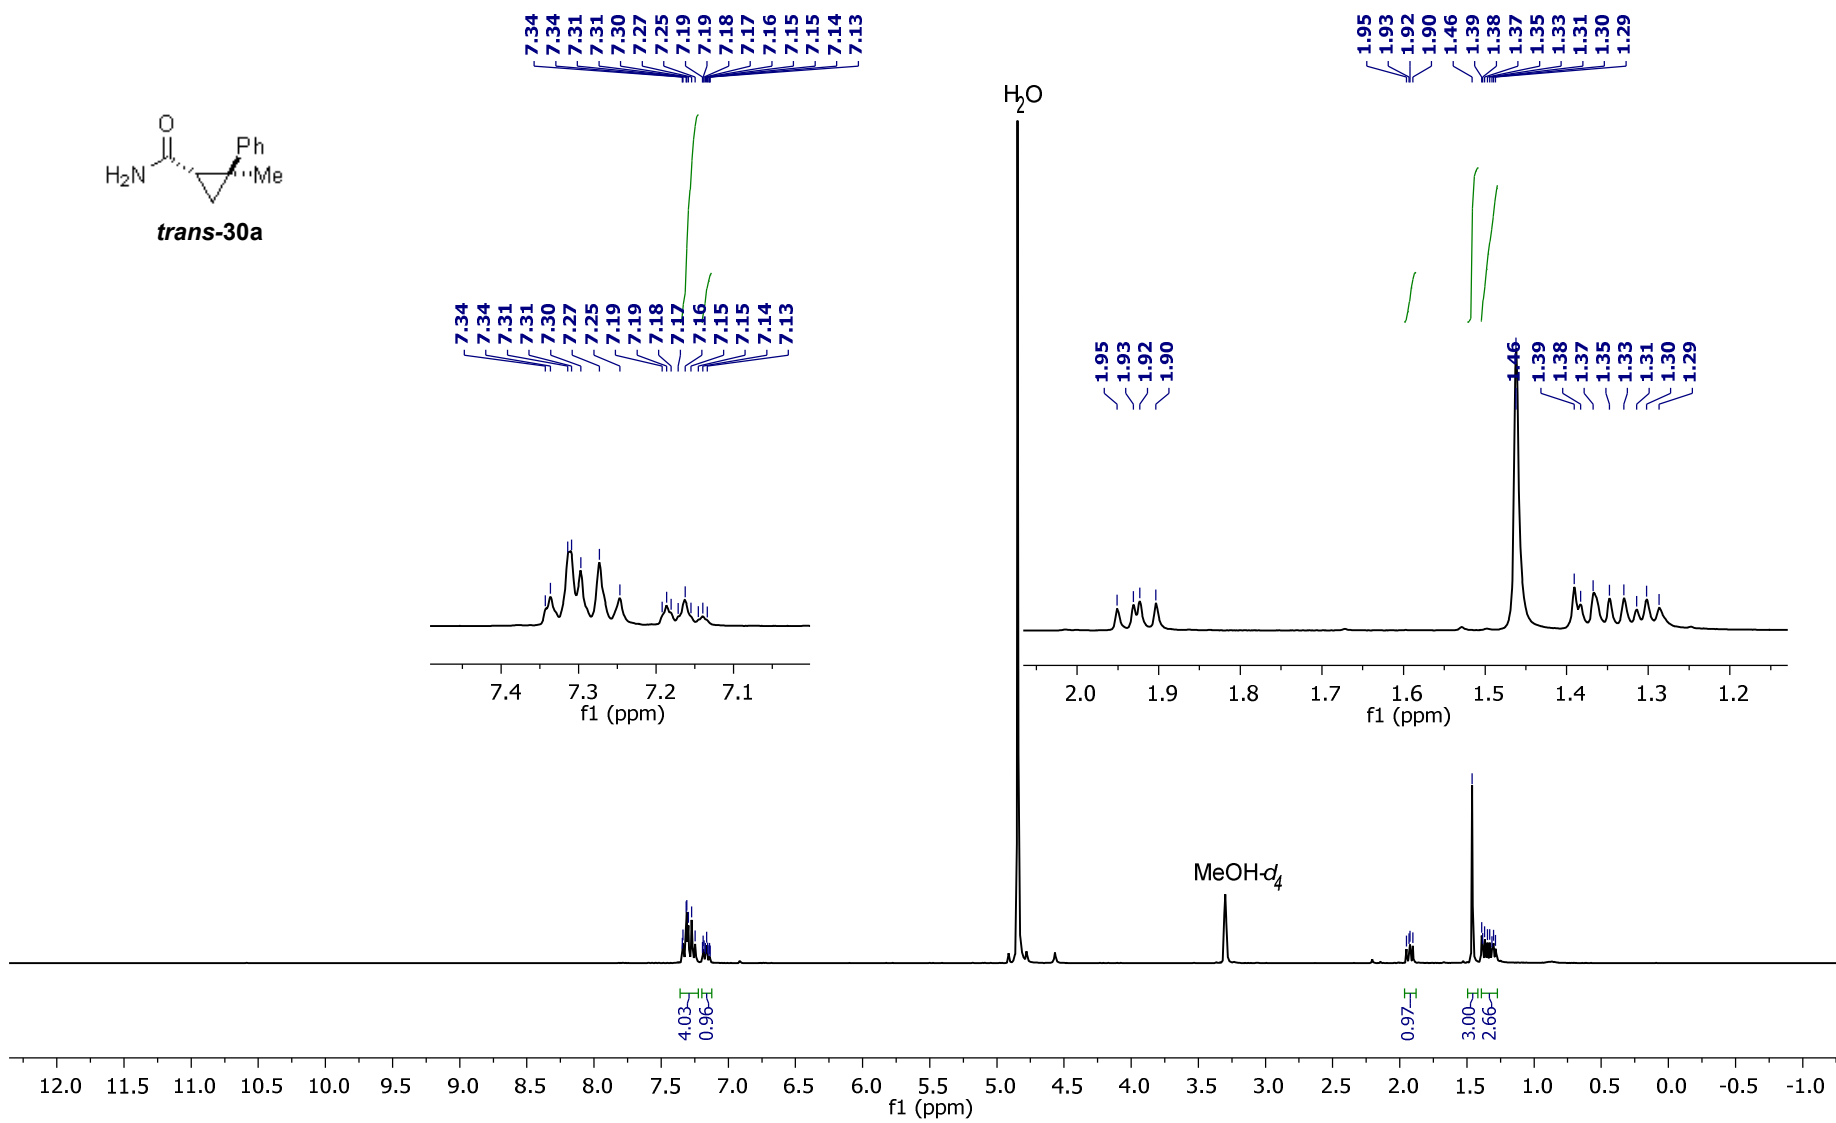 7.34 7.34 7.31 7.31 7.30 7.27 7.25 7.19 7.19 7.18 7.17 7.16 7.15 7.15 7.14 7.13
1.95 1.93 1.92 1.90 1.46 1.39 1.38 1.37 1.35 1.33 1.31 1.30 1.29
H2O
O
Ph
H2N
Me
trans-30a
7.34 7.34 7.31 7.31 7.30 7.27 7.25 7.19 7.19 7.18 7.17 7.16 7.15 7.15 7.14 7.13
1.95 1.93 1.92 1.90
1.46 1.39 1.38 1.37 1.35 1.33 1.31 1.30 1.29
7.4 7.3 7.2 7.1
f1 (ppm)
2.0 1.9 1.8 1.7 1.6 1.5 1.4 1.3 1.2
f1 (ppm)
MeOH-d4
4.03 0.96 0.97 3.00 2.66
12.0 11.5 11.0 10.5 10.0 9.5 9.0 8.5 8.0 7.5 7.0 6.5 6.0 5.5 5.0 4.5 4.0 3.5 3.0 2.5 2.0 1.5 1.0 0.5 0.0 -0.5 -1.0
f1 (ppm)